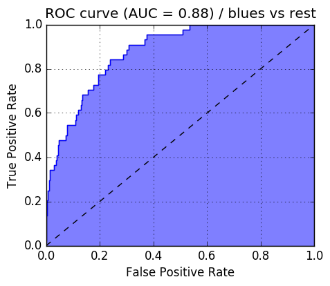 ROC curve (AUC = 0.88) / blues vs rest
1.0
0.8
0.6
0.4
0.2
0.0
True Positive Rate
0.0 0.2 0.4 0.6 0.8 1.0
False Positive Rate